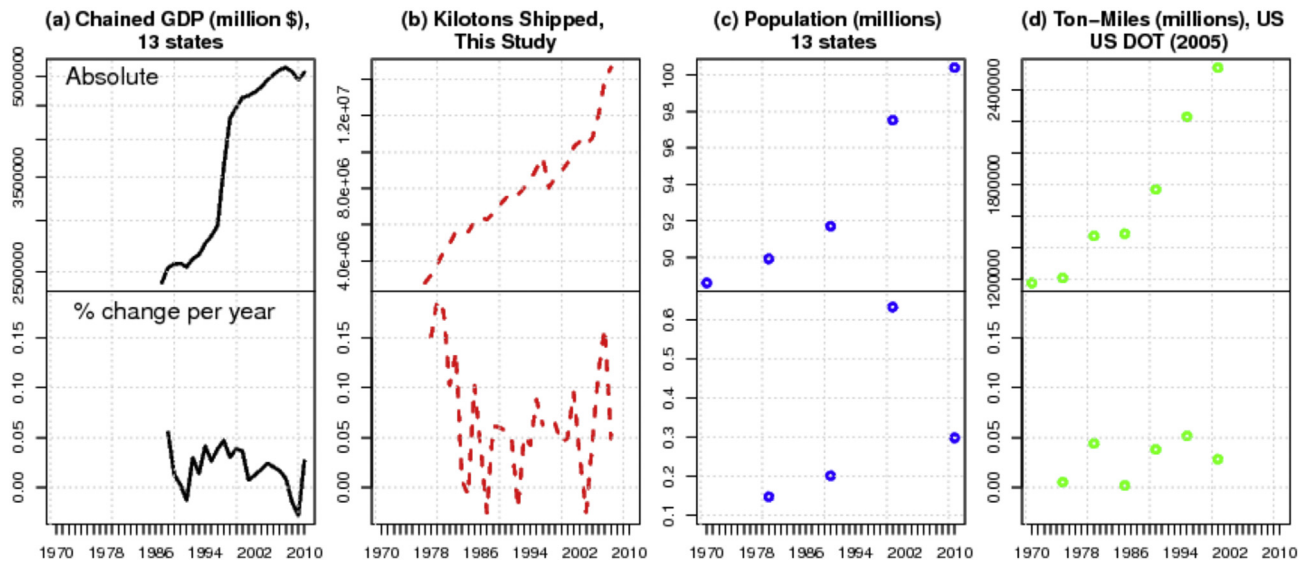 (a) Chained GDP (million $),
13 states
Absolute
5000000
3500000
2500000
% change per year
0.15
0.10
0.05
0.00
1970 1978 1986 1994 2002 2010
(b) Kilotons Shipped,
This Study
1.2e+07
8.0e+06
4.0e+06
0.15
0.10
0.05
0.00
1970 1978 1986 1994 2002 2010
(c) Population (millions)
13 states
100
98
96
94
92
90
0.6
0.5
0.4
0.3
0.2
0.1
1970 1978 1986 1994 2002 2010
(d) Ton−Miles (millions), US
US DOT (2005)
2400000
1800000
1200000
0.15
0.10
0.05
0.00
1970 1978 1986 1994 2002 2010